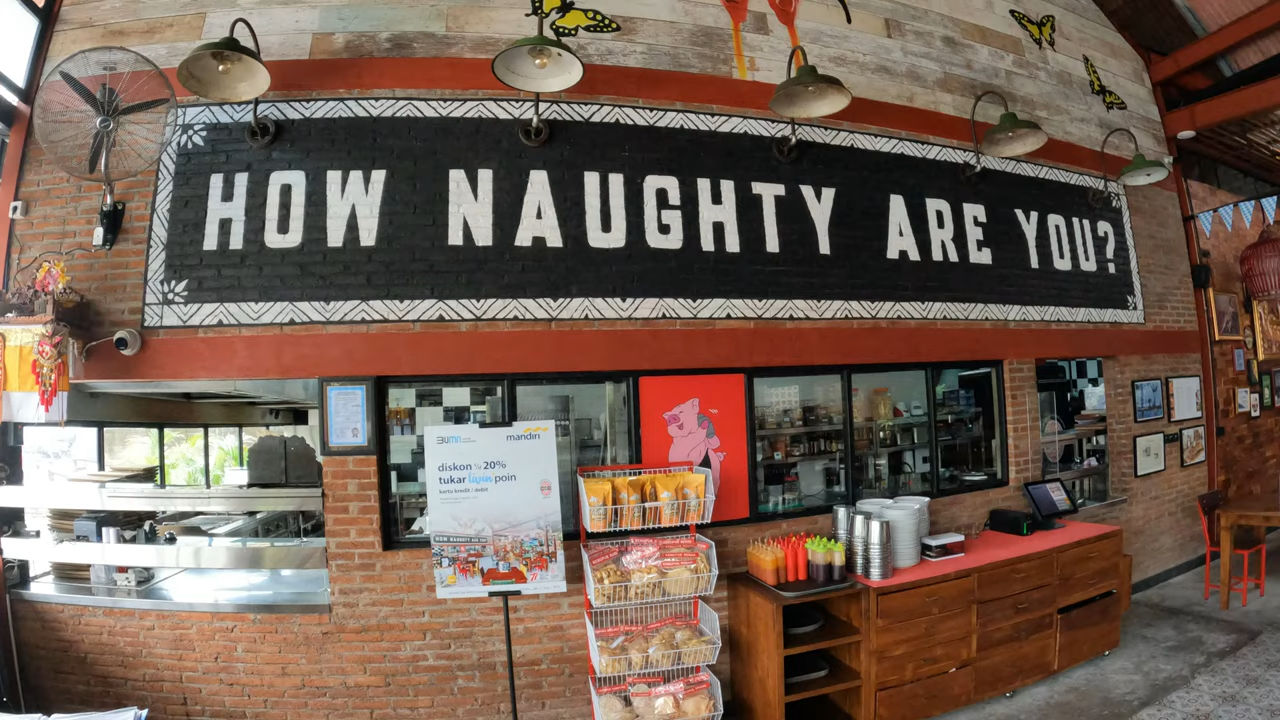 HOW NAUGHTY ARE YOU?
BUMN
mandiri
diskon s/d 20%
tukar livin' poin
kartu kredit / debit
HOW NAUGHTY ARE YOU?